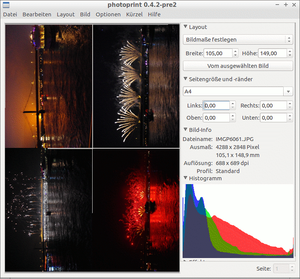 photoprint 0.4.2-pre2
Datei Bearbeiten Layout Bild Optionen Kürzel Hilfe
Layout
Bildmaße festlegen
Breite: 105,00 Höhe: 149,00
Vom ausgewählten Bild
Seitengröße und -ränder
A4
Links: 0,00 Rechts: 0,00
Oben: 0,00 Unten: 0,00
Bild-Info
Dateiname: IMGP6061.JPG
Ausmaß: 4288 x 2848 Pixel
105,1 x 148,9 mm
Auflösung: 688 x 689 dpi
Profil: Standard
Histogramm
Seite: